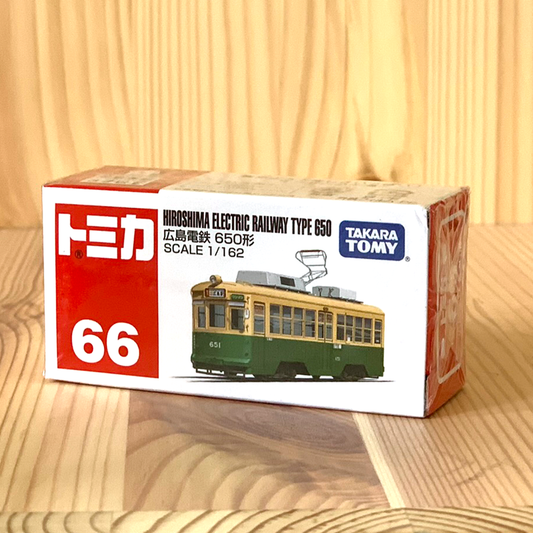 トミカ
®
66
HIROSHIMA ELECTRIC RAILWAY TYPE 650
広島電鉄 650形
SCALE 1/162
TAKARA
TOMY
®
651